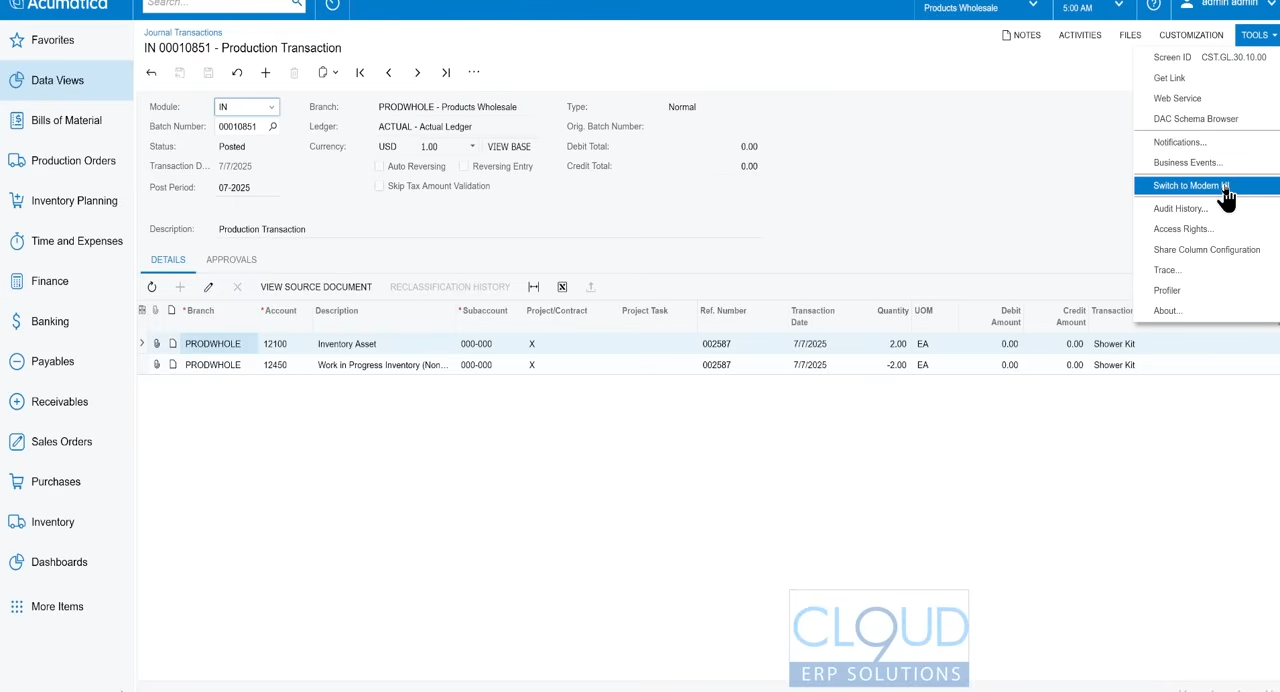 Acumatica
Search...
Products Wholesale
5:00 AM
admin admin
Favorites
Data Views
Bills of Material
Production Orders
Inventory Planning
Time and Expenses
Finance
Banking
Payables
Receivables
Sales Orders
Purchases
Inventory
Dashboards
More Items
Journal Transactions
IN 00010851 - Production Transaction
NOTES ACTIVITIES FILES CUSTOMIZATION TOOLS
Module: IN Branch: PRODWHOLE - Products Wholesale Type: Normal
Batch Number: 00010851 Ledger: ACTUAL - Actual Ledger Orig. Batch Number:
Status: Posted Currency: USD 1.00 VIEW BASE Debit Total: 0.00
Transaction D... 7/7/2025 Auto Reversing Reversing Entry Credit Total: 0.00
Post Period: 07-2025 Skip Tax Amount Validation
Description: Production Transaction
DETAILS APPROVALS
VIEW SOURCE DOCUMENT RECLASSIFICATION HISTORY
*Branch *Account Description *Subaccount Project/Contract Project Task Ref. Number Transaction Date Quantity UOM Debit Amount Credit Amount Transaction
PRODWHOLE 12100 Inventory Asset 000-000 X 002587 7/7/2025 2.00 EA 0.00 0.00 Shower Kit
PRODWHOLE 12450 Work in Progress Inventory (Non... 000-000 X 002587 7/7/2025 -2.00 EA 0.00 0.00 Shower Kit
Screen ID CST.GL.30.10.00
Get Link
Web Service
DAC Schema Browser
Notifications...
Business Events...
Switch to Modern UI
Audit History...
Access Rights...
Share Column Configuration
Trace...
Profiler
About...
CLOUD
ERP SOLUTIONS